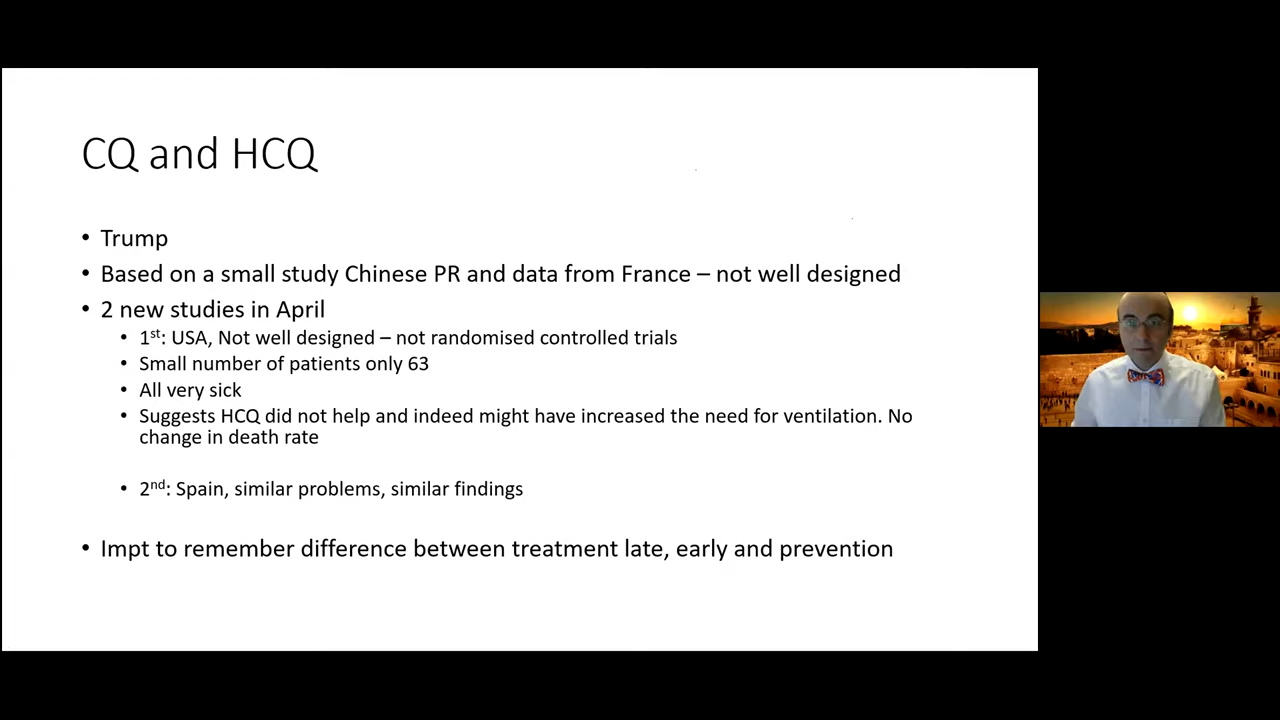 CQ and HCQ
• Trump
• Based on a small study Chinese PR and data from France – not well designed
• 2 new studies in April
• 1st: USA, Not well designed – not randomised controlled trials
• Small number of patients only 63
• All very sick
• Suggests HCQ did not help and indeed might have increased the need for ventilation. No
change in death rate
• 2nd: Spain, similar problems, similar findings
• Impt to remember difference between treatment late, early and prevention